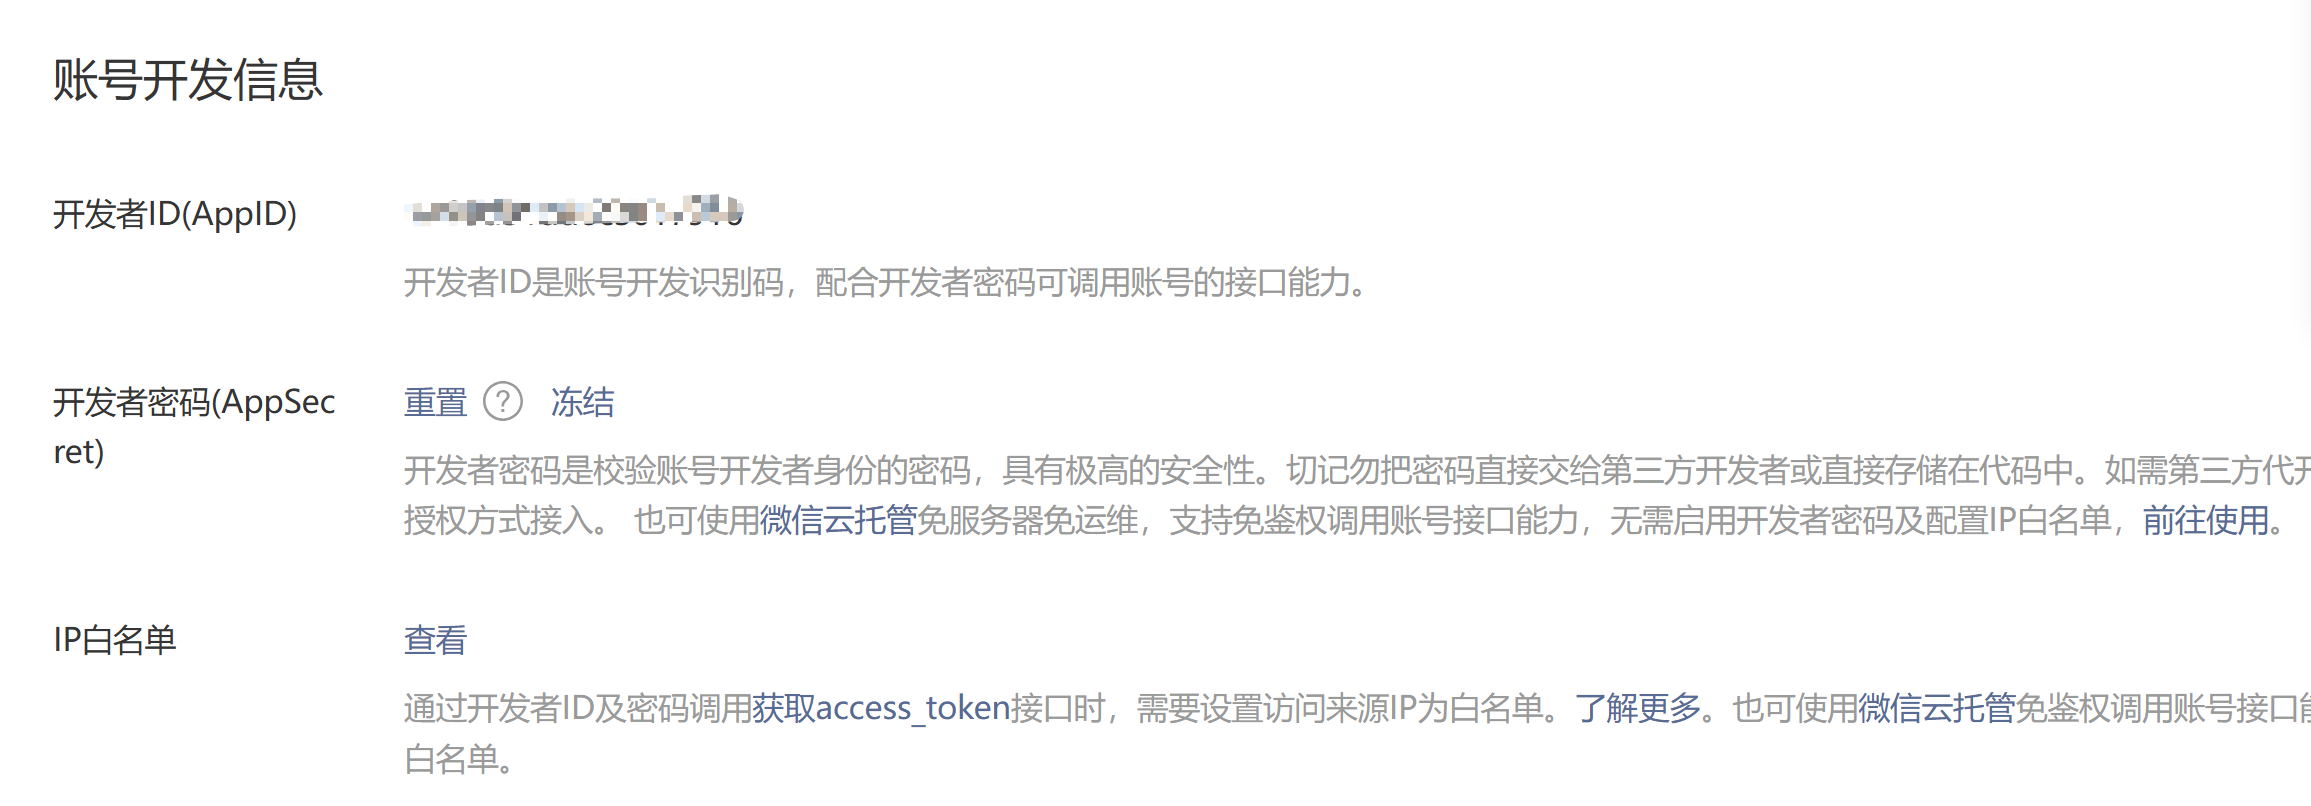 账号开发信息
开发者ID(AppID)
开发者ID是账号开发识别码，配合开发者密码可调用账号的接口能力。
开发者密码(AppSec
ret)
重置 ? 冻结
开发者密码是校验账号开发者身份的密码，具有极高的安全性。切记勿把密码直接交给第三方开发者或直接存储在代码中。如需第三方代开
授权方式接入。 也可使用微信云托管免服务器免运维，支持免鉴权调用账号接口能力，无需启用开发者密码及配置IP白名单，前往使用。
IP白名单
查看
通过开发者ID及密码调用获取access_token接口时，需要设置访问来源IP为白名单。了解更多。也可使用微信云托管免鉴权调用账号接口能
白名单。